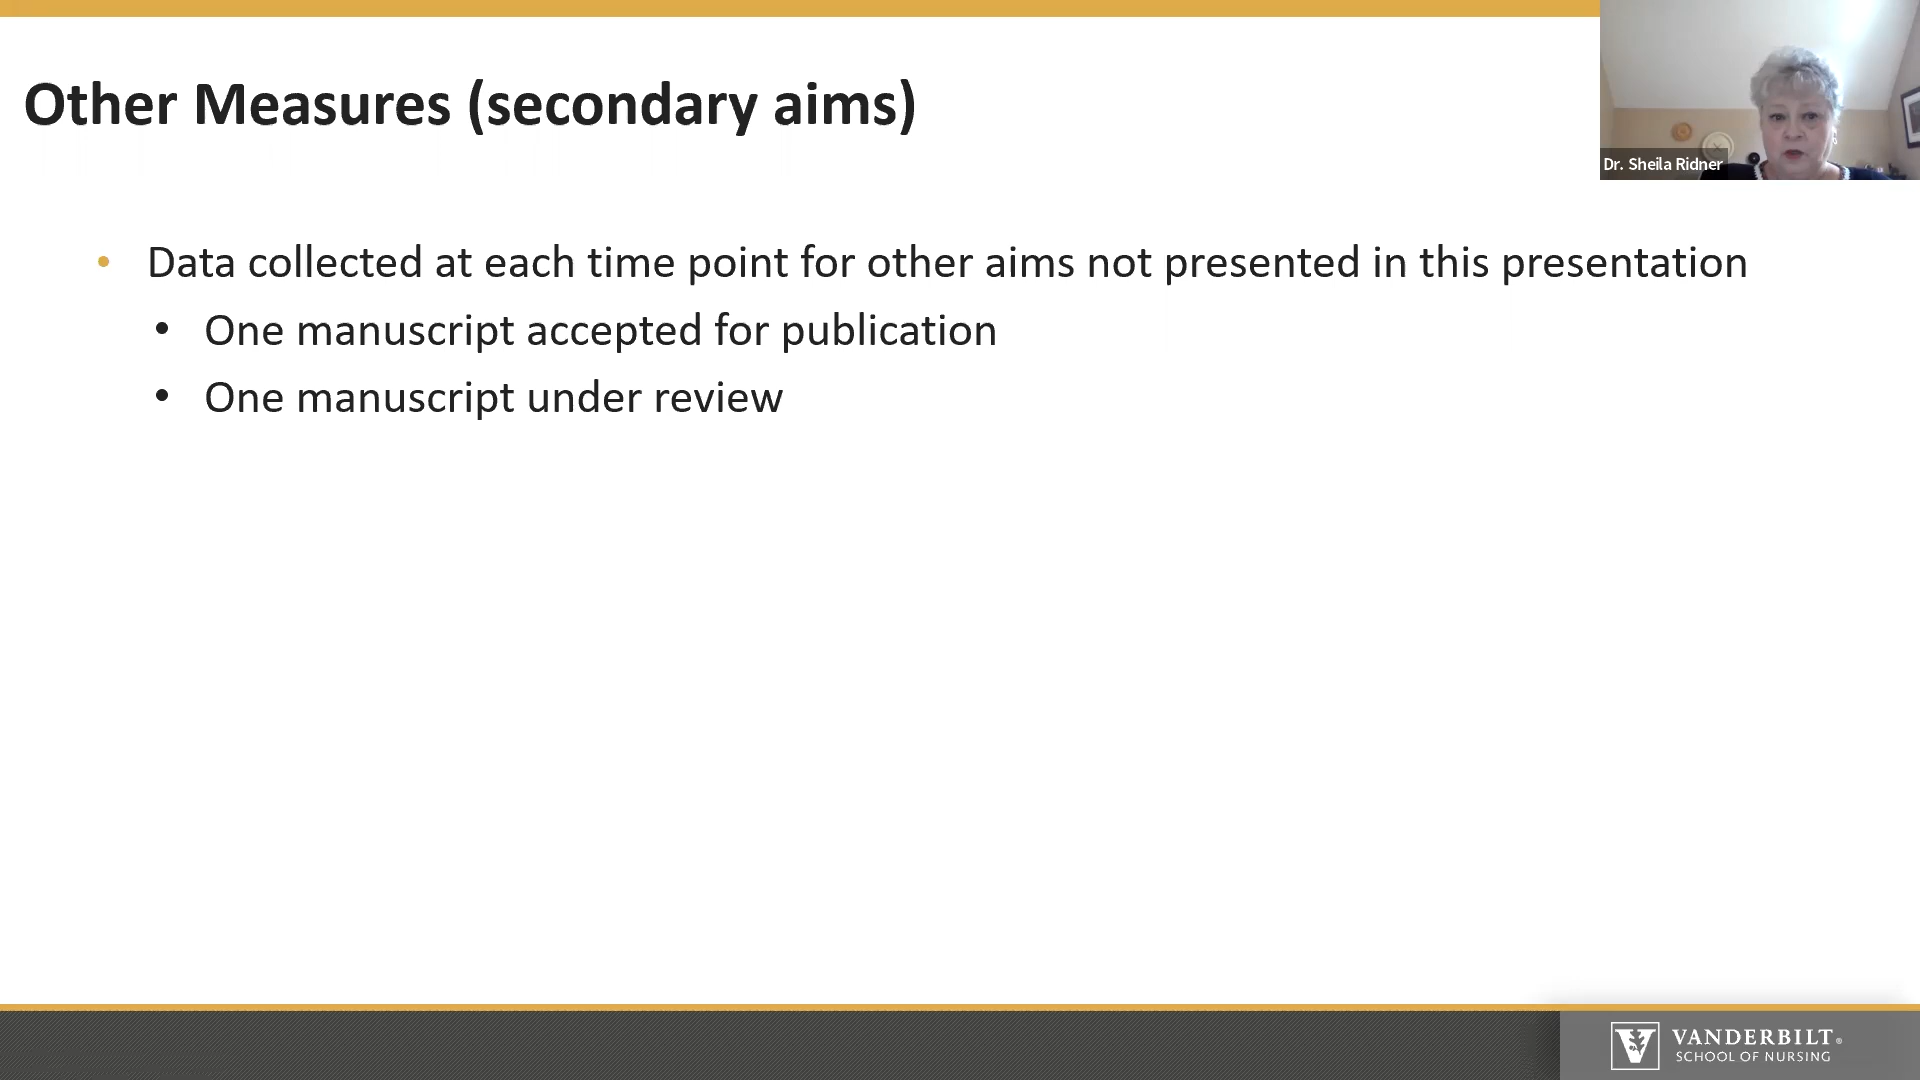 Other Measures (secondary aims)
Dr. Sheila Ridner
• Data collected at each time point for other aims not presented in this presentation
• One manuscript accepted for publication
• One manuscript under review
V
VANDERBILT®
SCHOOL OF NURSING